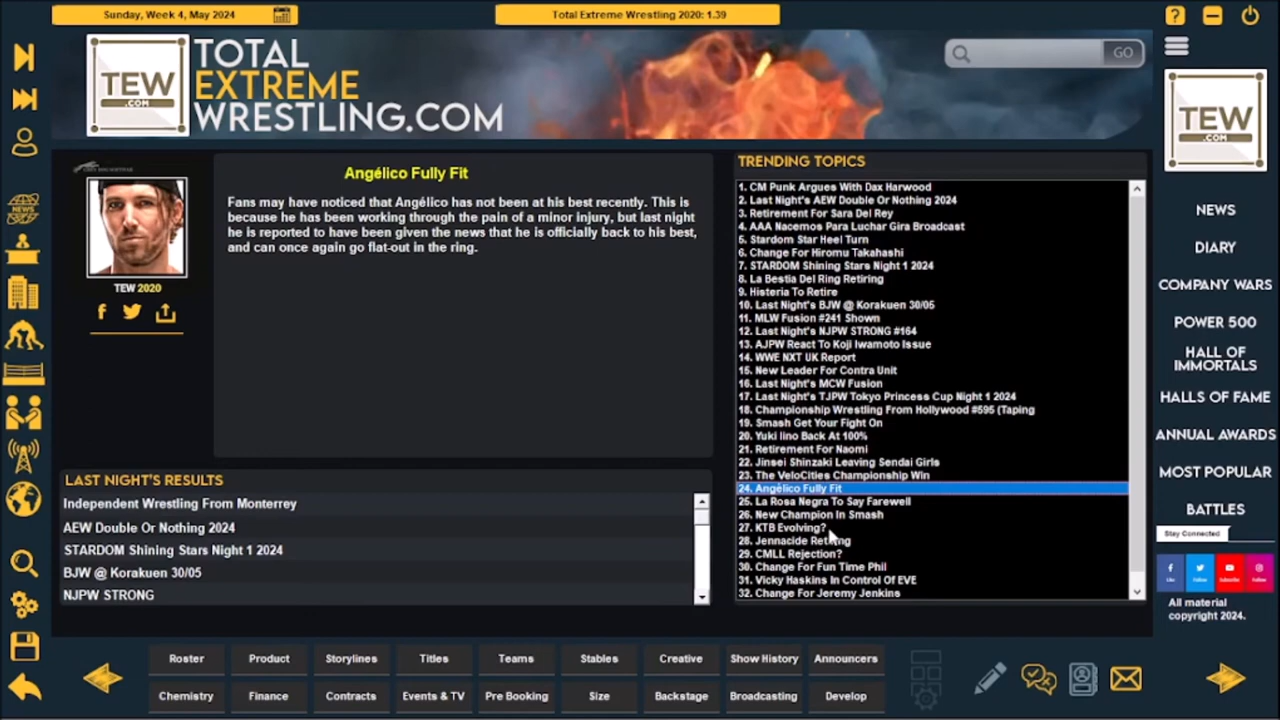 Sunday, Week 4, May 2024
Total Extreme Wrestling 2020: 1.39
TEW
.COM
TOTAL
EXTREME
WRESTLING.COM
GO
TEW
.COM
Angélico Fully Fit
Fans may have noticed that Angélico has not been at his best recently. This is
because he has been working through the pain of a minor injury, but last night
he is reported to have been given the news that he is officially back to his best,
and can once again go flat-out in the ring.
TEW 2020
TRENDING TOPICS
1. CM Punk Argues With Dax Harwood
2. Last Night's AEW Double Or Nothing 2024
3. Retirement For Sara Del Rey
4. AAA Nacemos Para Luchar Gira Broadcast
5. Stardom Star Heel Turn
6. Change For Hiromu Takahashi
7. STARDOM Shining Stars Night 1 2024
8. La Bestia Del Ring Retiring
9. Histeria To Retire
10. Last Night's BJW @ Korakuen 30/05
11. MLW Fusion #241 Shown
12. Last Night's NJPW STRONG #164
13. AJPW React To Koji Iwamoto Issue
14. WWE NXT UK Report
15. New Leader For Contra Unit
16. Last Night's MCW Fusion
17. Last Night's TJPW Tokyo Princess Cup Night 1 2024
18. Championship Wrestling From Hollywood #595 (Taping
19. Smash Get Your Fight On
20. Yuki Iino Back At 100%
21. Retirement For Naomi
22. Jinsei Shinzaki Leaving Sendai Girls
23. The VeloCities Championship Win
24. Angélico Fully Fit
25. La Rosa Negra To Say Farewell
26. New Champion In Smash
27. KTB Evolving?
28. Jennacide Retiring
29. CMLL Rejection?
30. Change For Fun Time Phil
31. Vicky Haskins In Control Of EVE
32. Change For Jeremy Jenkins
LAST NIGHT'S RESULTS
Independent Wrestling From Monterrey
AEW Double Or Nothing 2024
STARDOM Shining Stars Night 1 2024
BJW @ Korakuen 30/05
NJPW STRONG
NEWS
DIARY
COMPANY WARS
POWER 500
HALL OF
IMMORTALS
HALLS OF FAME
ANNUAL AWARDS
MOST POPULAR
BATTLES
Stay Connected
All material
copyright 2024.
Roster
Product
Storylines
Titles
Teams
Stables
Creative
Show History
Announcers
Chemistry
Finance
Contracts
Events & TV
Pre Booking
Size
Backstage
Broadcasting
Develop